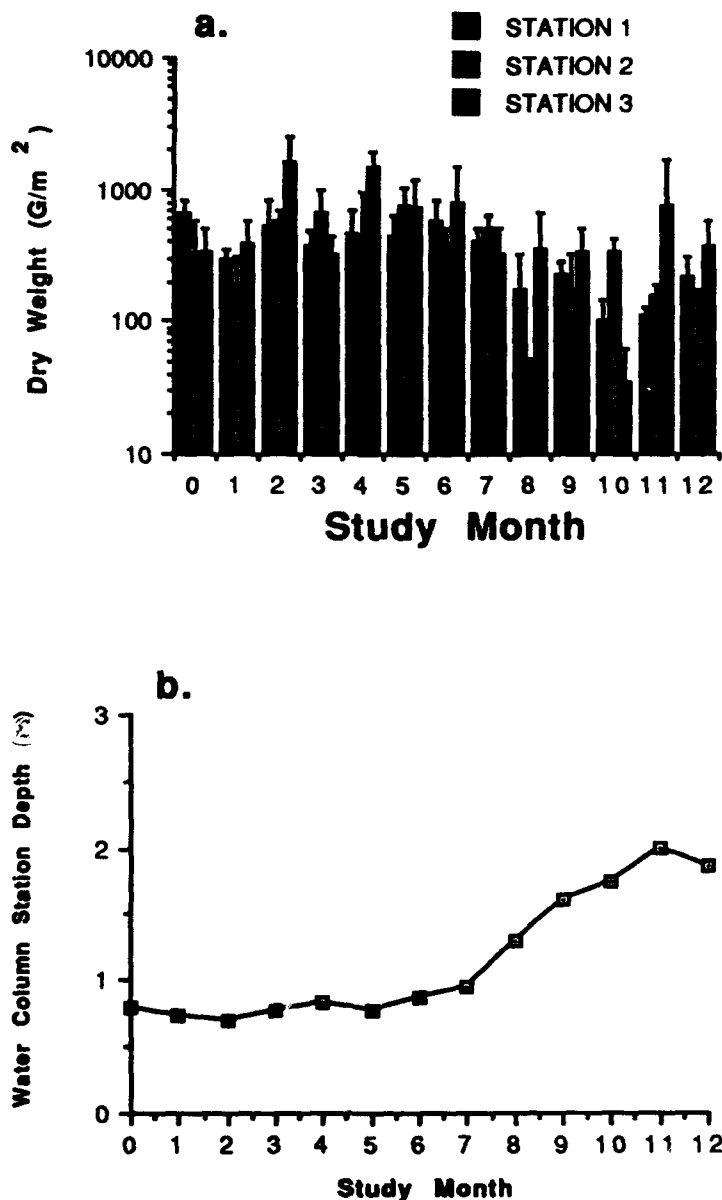 a.
STATION 1
STATION 2
STATION 3
10000
1000
100
10
Dry Weight (G/m²)
0 1 2 3 4 5 6 7 8 9 10 11 12
Study Month
b.
3
2
1
0
Water Column Station Depth
0 1 2 3 4 5 6 7 8 9 10 11 12
Study Month